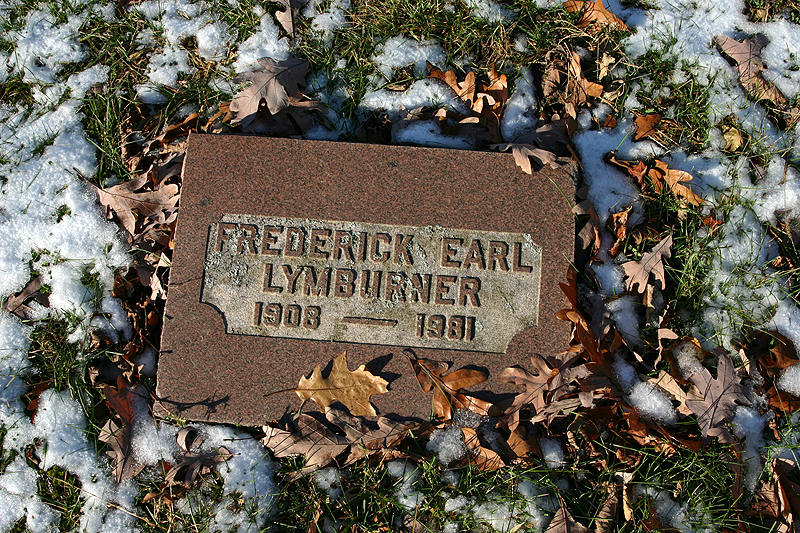 FREDERICK EARL
LYMBURNER
1908 — 1981